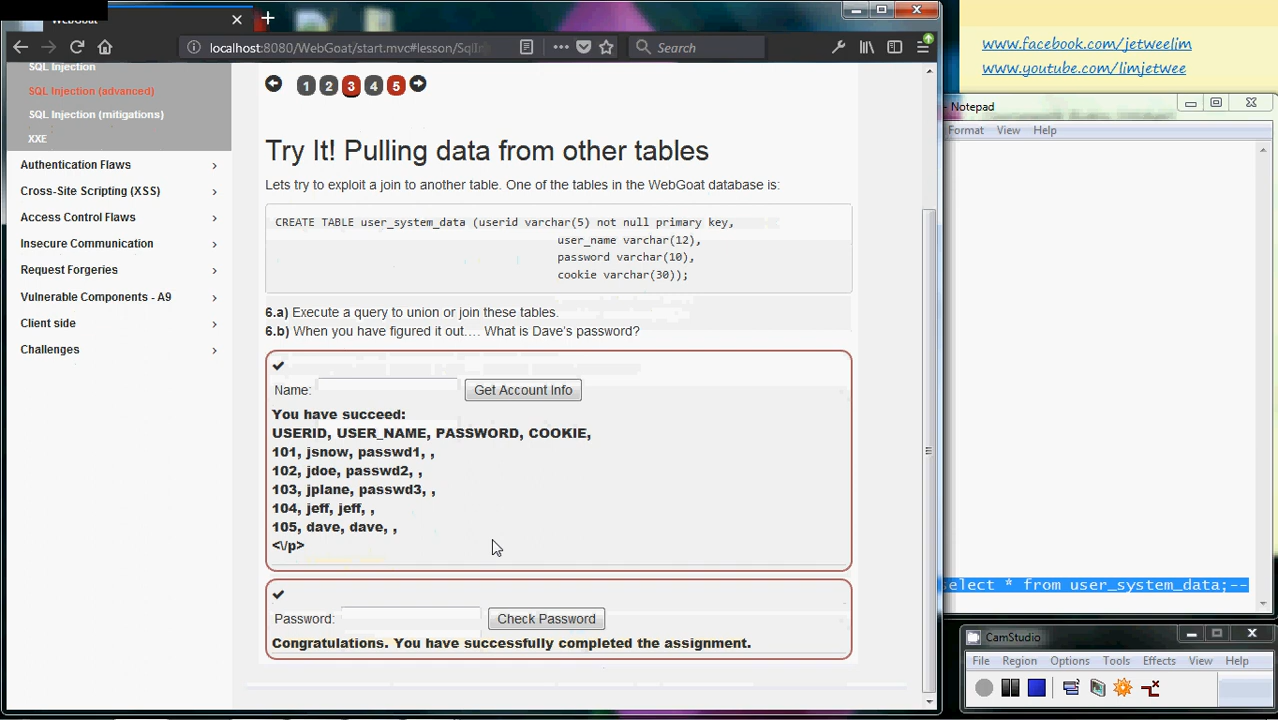 WebGoat
localhost:8080/WebGoat/start.mvc#lesson/SqlInj
Search
www.facebook.com/jetweelim
www.youtube.com/limjetwee
- Notepad
Format View Help
SQL Injection
SQL Injection (advanced)
SQL Injection (mitigations)
XXE
Authentication Flaws
Cross-Site Scripting (XSS)
Access Control Flaws
Insecure Communication
Request Forgeries
Vulnerable Components - A9
Client side
Challenges
1 2 3 4 5
Try It! Pulling data from other tables
Lets try to exploit a join to another table. One of the tables in the WebGoat database is:
CREATE TABLE user_system_data (userid varchar(5) not null primary key,
user_name varchar(12),
password varchar(10),
cookie varchar(30));
6.a) Execute a query to union or join these tables.
6.b) When you have figured it out.... What is Dave's password?
Name: Get Account Info
You have succeed:
USERID, USER_NAME, PASSWORD, COOKIE,
101, jsnow, passwd1, ,
102, jdoe, passwd2, ,
103, jplane, passwd3, ,
104, jeff, jeff, ,
105, dave, dave, ,
<\/p>
Password: Check Password
Congratulations. You have successfully completed the assignment.
select * from user_system_data;--
CamStudio
File Region Options Tools Effects View Help